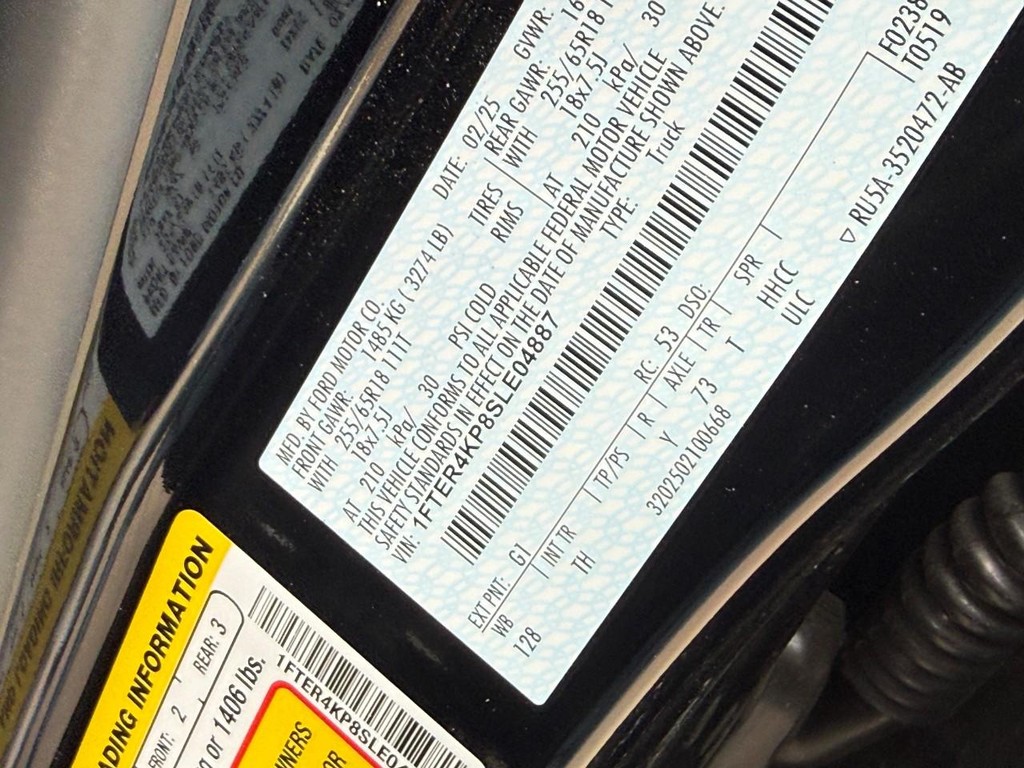 MFD. BY FORD MOTOR CO.
DATE: 02/25
GVWR:
FRONT GAWR: 1485 KG ( 3274 LB)
REAR GAWR:
WITH 255/65R18 111T TIRES WITH 255/65R18
18x7.5J RIMS 18x7.5J
AT 210 kPa/ 30 PSI COLD AT 210 kPa/ 30
THIS VEHICLE CONFORMS TO ALL APPLICABLE FEDERAL MOTOR VEHICLE
SAFETY STANDARDS IN EFFECT ON THE DATE OF MANUFACTURE SHOWN ABOVE.
VIN: 1FTER4KP8SLE04887 TYPE: Truck
F0238
T0519
EXT PNT: G1 RC: 53 DSO:
WB INT TR TP/PS R AXLE TR SPR
128 TH Y 73 T HHCC
3202502100668 ULC
▽ RU5A-3520472-AB
LOADING INFORMATION
FRONT: 2 REAR: 3
or 1406 lbs.
1FTER4KP8SLE04